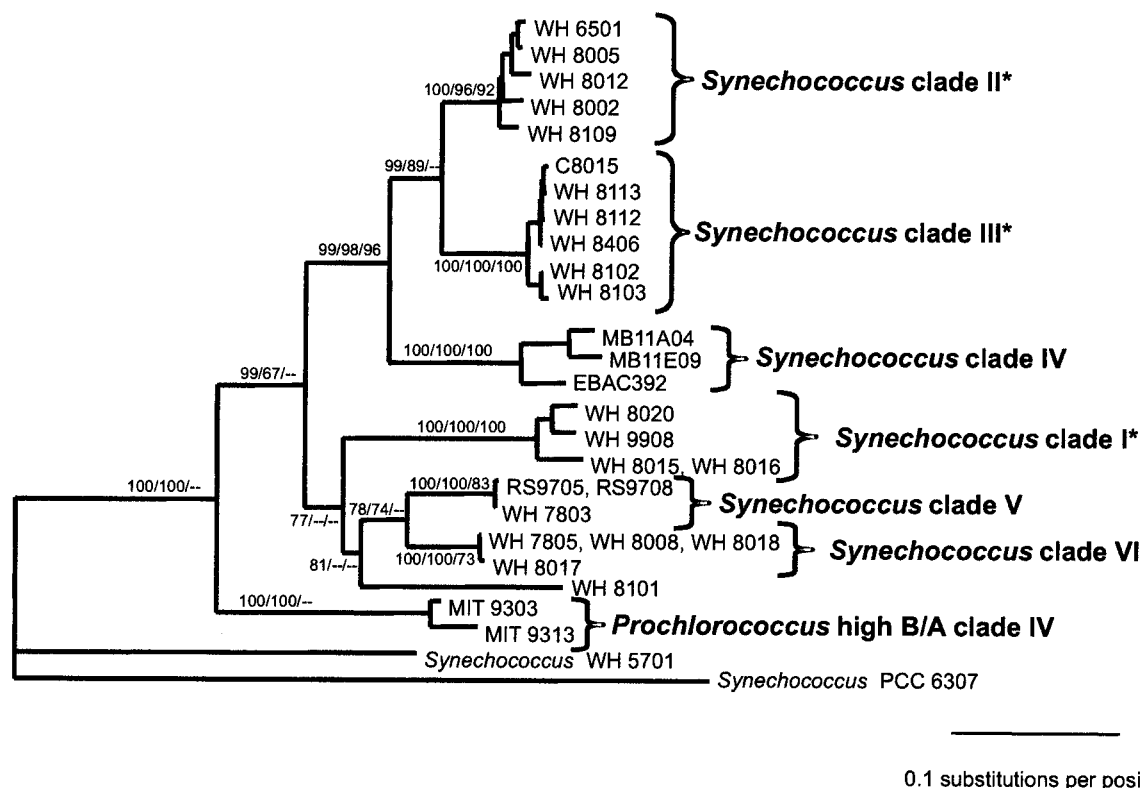 WH 6501
WH 8005
WH 8012
100/96/92
WH 8002
WH 8109
Synechococcus clade II*
99/89/--
C8015
WH 8113
WH 8112
WH 8406
WH 8102
WH 8103
100/100/100
Synechococcus clade III*
99/98/96
MB11A04
MB11E09
EBAC392
100/100/100
Synechococcus clade IV
99/67/--
WH 8020
WH 9908
WH 8015, WH 8016
100/100/100
Synechococcus clade I*
100/100/--
77/--/--
78/74/--
100/100/83
RS9705, RS9708
WH 7803
Synechococcus clade V
81/--/--
100/100/73
WH 7805, WH 8008, WH 8018
WH 8017
Synechococcus clade VI
WH 8101
100/100/--
MIT 9303
MIT 9313
Prochlorococcus high B/A clade IV
Synechococcus WH 5701
Synechococcus PCC 6307
0.1 substitutions per posi